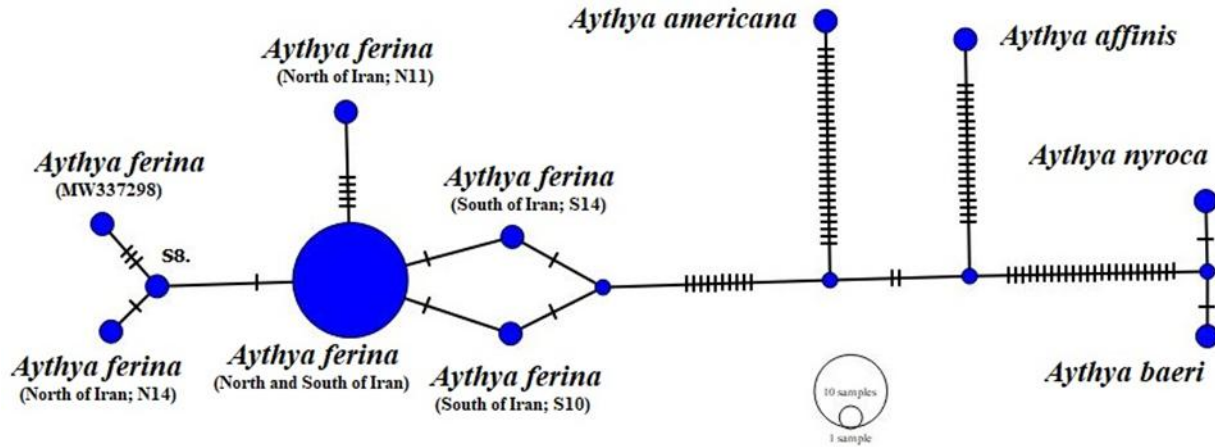 Aythya americana
Aythya affinis
Aythya ferina
(North of Iran; N11)
Aythya nyroca
Aythya ferina
(MW337298)
Aythya ferina
(South of Iran; S14)
S8.
Aythya ferina
(North of Iran; N14)
Aythya ferina
(North and South of Iran)
Aythya ferina
(South of Iran; S10)
Aythya baeri
10 samples
1 sample